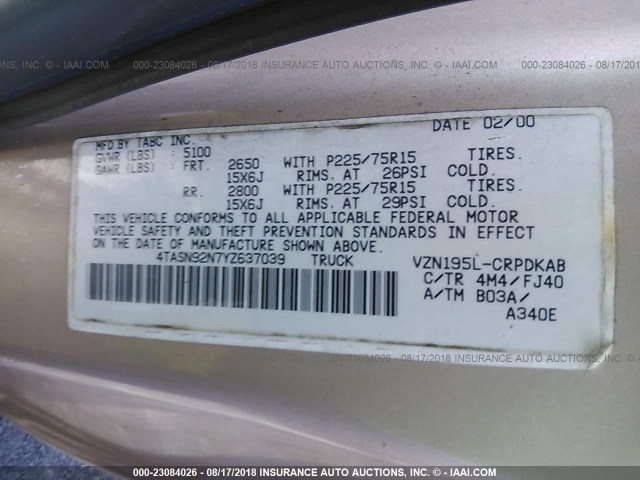 000-23084026 - 08/17/2018 INSURANCE AUTO AUCTIONS, INC. - IAAI.COM
MFD.BY TABC INC. DATE 02/00
GVWR (LBS) : 5100
GAWR (LBS) : FRT. 2650 WITH P225/75R15 TIRES.
15X6J RIMS. AT 26PSI COLD.
RR. 2800 WITH P225/75R15 TIRES.
15X6J RIMS. AT 29PSI COLD.
THIS VEHICLE CONFORMS TO ALL APPLICABLE FEDERAL MOTOR
VEHICLE SAFETY AND THEFT PREVENTION STANDARDS IN EFFECT
ON THE DATE OF MANUFACTURE SHOWN ABOVE.
4TASN92N7YZ637039 TRUCK VZN195L-CRPDKAB
C/TR 4M4/FJ40
A/TM B03A/
A340E
000-23084026 - 08/17/2018 INSURANCE AUTO AUCTIONS, INC. - IAAI.COM
000-23084026 - 08/17/2018 INSURANCE AUTO AUCTIONS, INC. - IAAI.COM